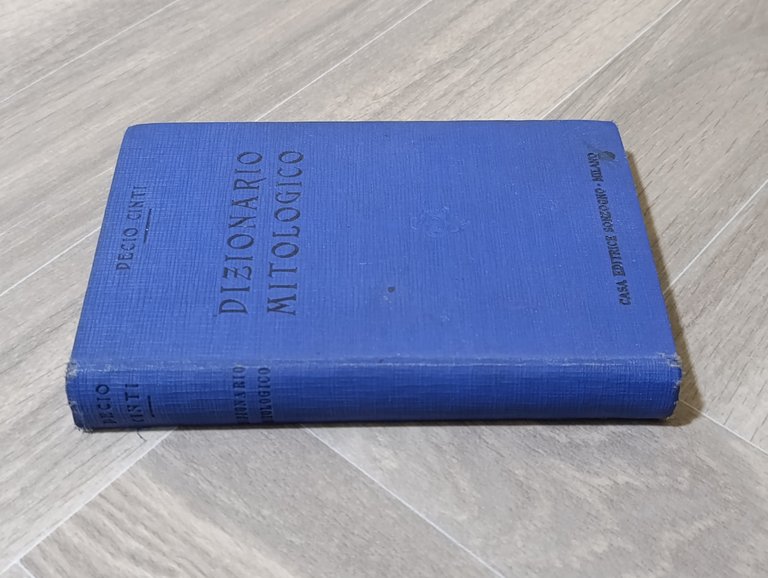 DECIO CINTI
DIZIONARIO
MITOLOGICO
CASA EDITRICE SONZOGNO - MILANO
DECIO
CINTI
DIZIONARIO
MITOLOGICO